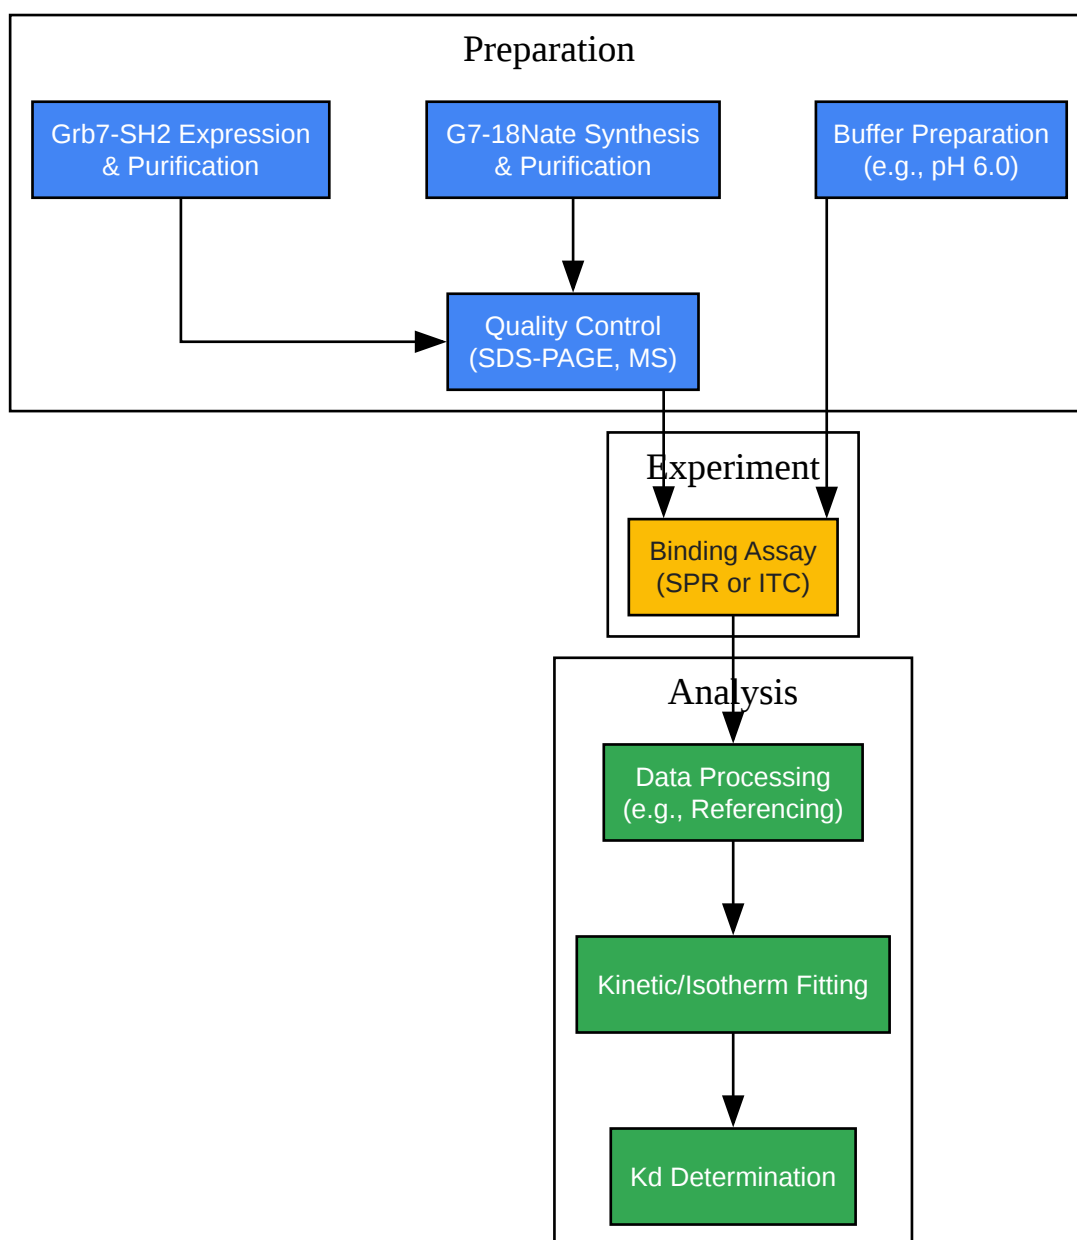 Preparation
Grb7-SH2 Expression
& Purification
G7-18Nate Synthesis
& Purification
Buffer Preparation
(e.g., pH 6.0)
Quality Control
(SDS-PAGE, MS)
Experiment
Binding Assay
(SPR or ITC)
Analysis
Data Processing
(e.g., Referencing)
Kinetic/Isotherm Fitting
Kd Determination